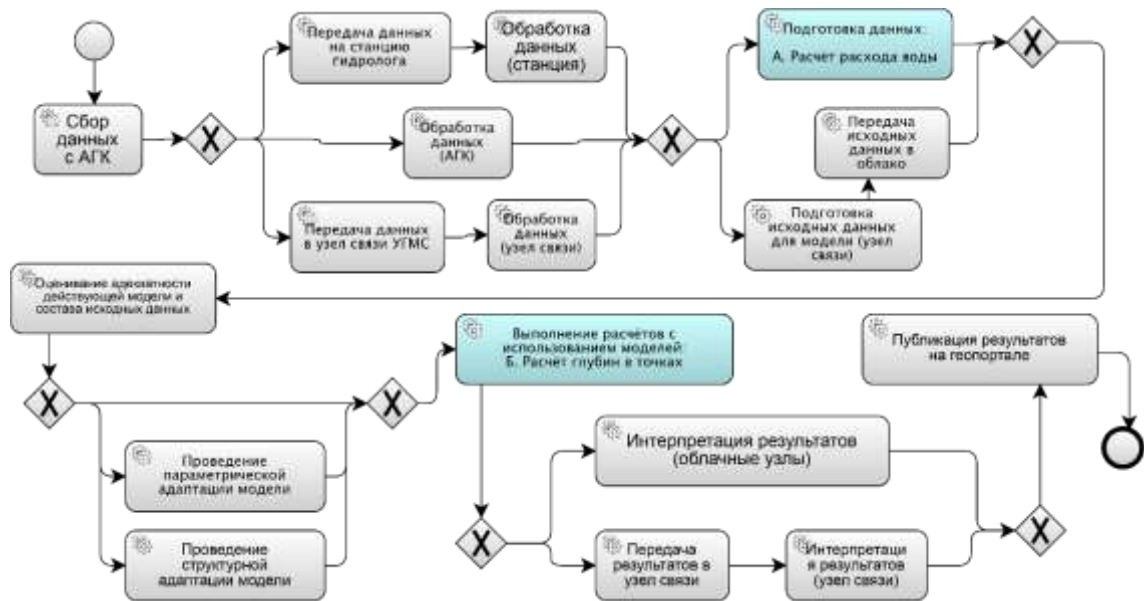 Сбор
данных
с АГК
X
Передача данных
на станцию
гидролога
Обработка
данных
(станция)
Обработка
данных
(АГК)
Передача данных
в узел связи УГМС
Обработка
данных
(узел связи)
X
Подготовка данных:
А. Расчет расхода воды
Передача
исходных
данных в
облако
Подготовка
исходных данных
для модели (узел
связи)
X
Оценивание адекватности
действующей модели и
состава исходных данных
X
Проведение
параметрической
адаптации модели
Проведение
структурной
адаптации модели
X
Выполнение расчётов с
использованием моделей:
Б. Расчёт глубин в точках
X
Интерпретация результатов
(облачные узлы)
Передача
результатов в
узел связи
Интерпретаци
я результатов
(узел связи)
X
Публикация результатов
на геопортале